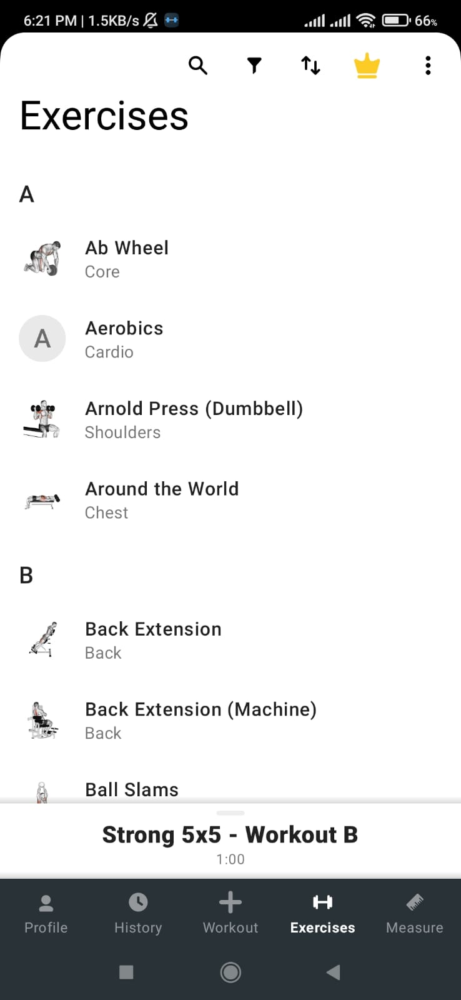 6:21 PM | 1.5KB/s 66%
Exercises
A
Ab Wheel
Core
A
Aerobics
Cardio
Arnold Press (Dumbbell)
Shoulders
Around the World
Chest
B
Back Extension
Back
Back Extension (Machine)
Back
Ball Slams
Strong 5x5 - Workout B
1:00
Profile History Workout Exercises Measure